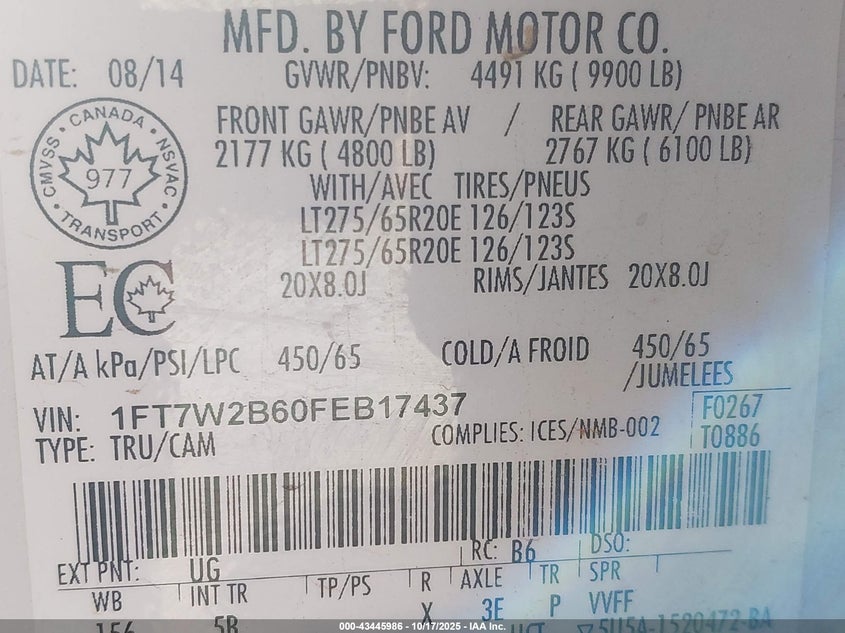 MFD. BY FORD MOTOR CO.
DATE: 08/14 GVWR/PNBV: 4491 KG ( 9900 LB)
FRONT GAWR/PNBE AV / REAR GAWR/ PNBE AR
2177 KG ( 4800 LB) 2767 KG ( 6100 LB)
WITH/AVEC TIRES/PNEUS
LT275/65R20E 126/123S
LT275/65R20E 126/123S
20X8.0J RIMS/JANTES 20X8.0J
CANADA
CMVSS 977 NSVAC
TRANSPORT
EC
AT/A kPa/PSI/LPC 450/65 COLD/A FROID 450/65
/JUMELEES
VIN: 1FT7W2B60FEB17437 F0267
TYPE: TRU/CAM COMPLIES: ICES/NMB-002 T0886
RC: B6 DSO:
EXT PNT: UG
WB INT TR TP/PS R AXLE TR SPR
156 5B X 3E P VVFF
UCT 5U5A-1520472-BA
000-43445986 - 10/17/2025 - IAA Inc.